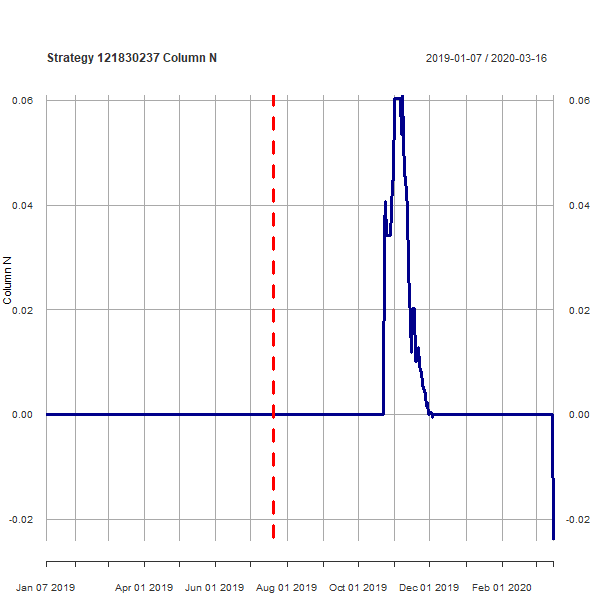 Strategy 121830237 Column N 2019-01-07 / 2020-03-16
0.06 0.06
0.04 0.04
0.02 0.02
0.00 0.00
-0.02 -0.02
Column N
Jan 07 2019 Apr 01 2019 Jun 01 2019 Aug 01 2019 Oct 01 2019 Dec 01 2019 Feb 01 2020